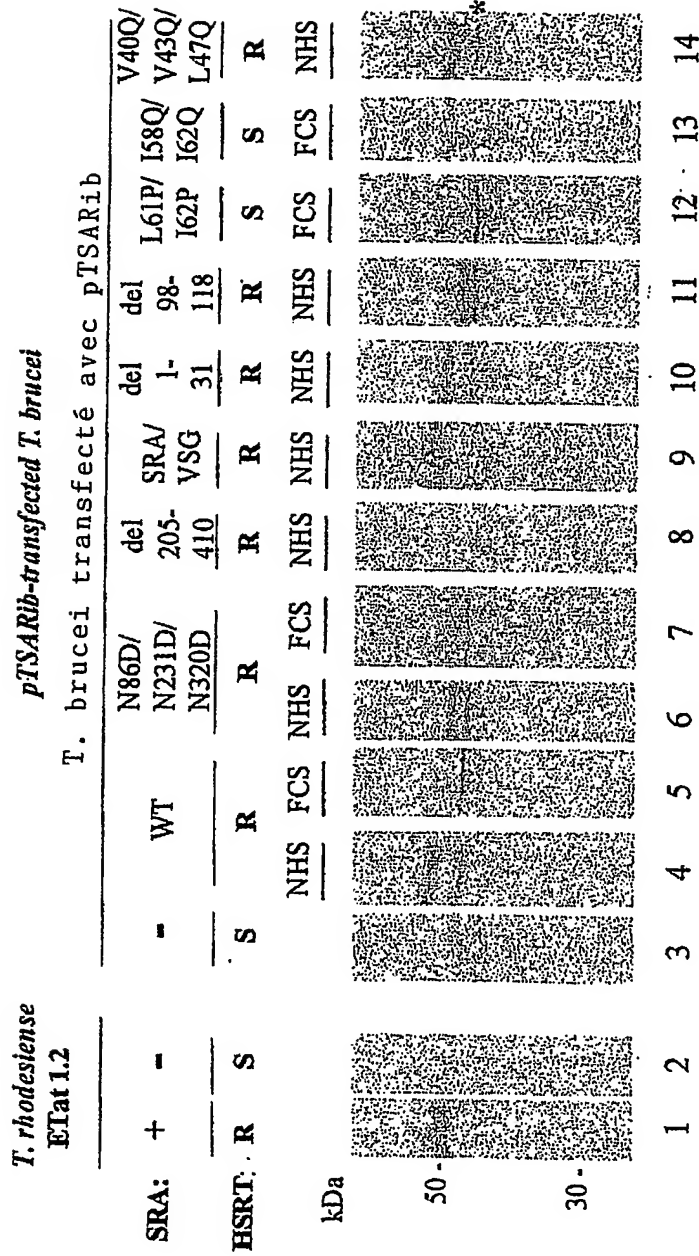 T. rhodesiense
ETat 1.2
pTSARib-transfected T. brucei
T. brucei transfecté avec pTSARib
SRA: + - - WT N86D/ N231D/ N320D del 205- 410 SRA/ VSG del 1- 31 del 98- 118 L61P/ I62P I58Q/ I62Q V40Q/ V43Q/ L47Q
HSRT: R S S R R R R R R S S R
NHS FCS NHS FCS NHS NHS NHS NHS FCS FCS NHS
kDa
50 -
30 -
*
1 2 3 4 5 6 7 8 9 10 11 12 13 14